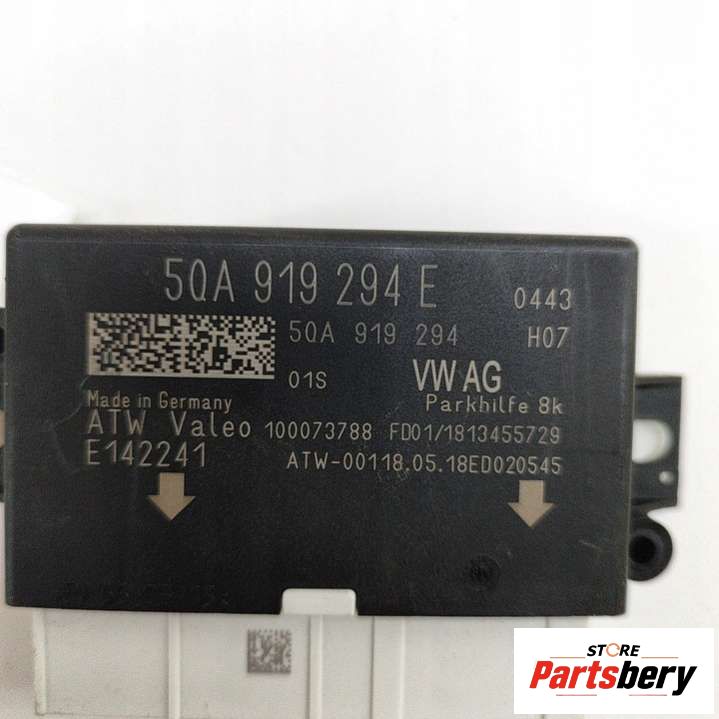 5QA 919 294 E 0443
5QA 919 294 H07
01S VW AG
Made in Germany Parkhilfe 8k
ATW Valeo 100073788 FD01/1813455729
E142241 ATW-00118.05.18ED020545
STORE
Partsbery